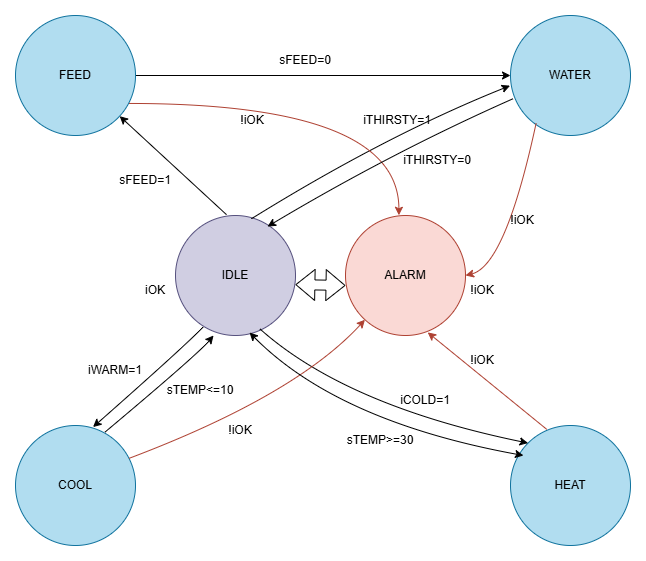 sFEED=0
FEED
WATER
!iOK
iTHIRSTY=1
iTHIRSTY=0
sFEED=1
!iOK
IDLE
ALARM
iOK
!iOK
!iOK
iWARM=1
sTEMP<=10
iCOLD=1
!iOK
sTEMP>=30
COOL
HEAT